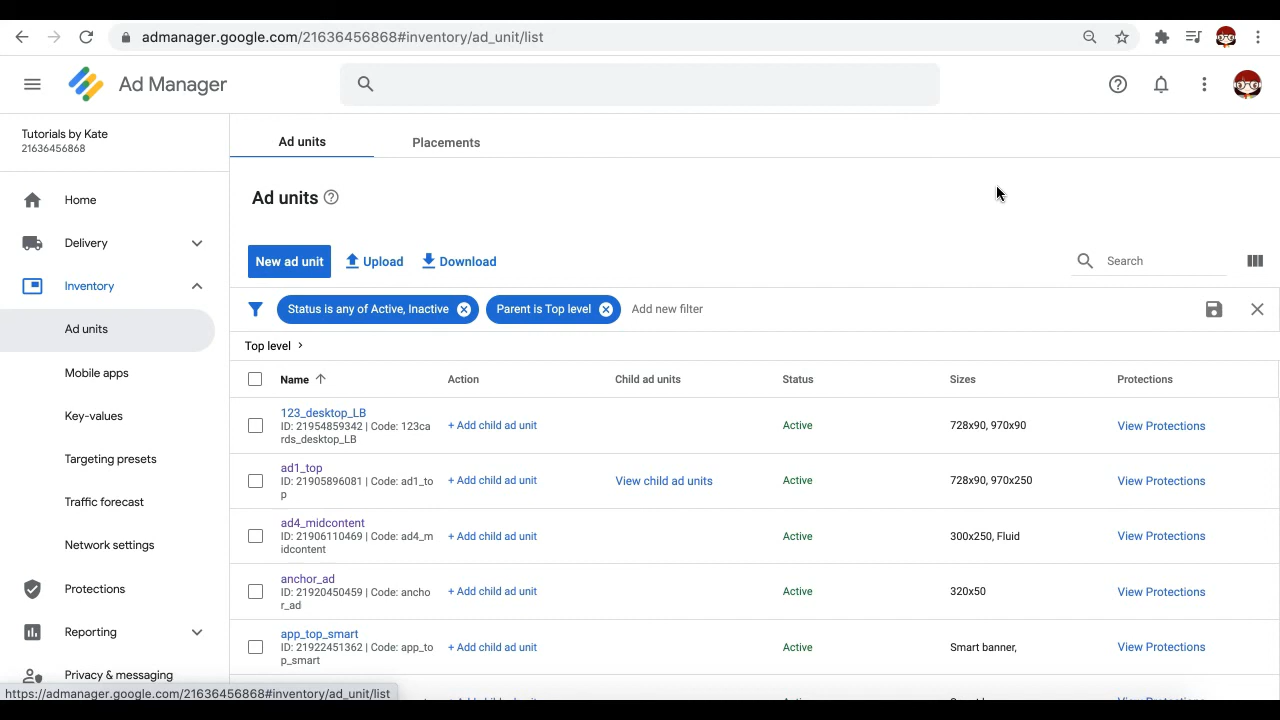 admanager.google.com/21636456868#inventory/ad_unit/list
Ad Manager
Tutorials by Kate
21636456868
Home
Delivery
Inventory
Ad units
Mobile apps
Key-values
Targeting presets
Traffic forecast
Network settings
Protections
Reporting
Privacy & messaging
https://admanager.google.com/21636456868#inventory/ad_unit/list
Ad units Placements
Ad units
New ad unit Upload Download Search
Status is any of Active, Inactive Parent is Top level Add new filter
Top level
Name Action Child ad units Status Sizes Protections
123_desktop_LB
ID: 21954859342 | Code: 123ca + Add child ad unit Active 728x90, 970x90 View Protections
rds_desktop_LB
ad1_top
ID: 21905896081 | Code: ad1_to + Add child ad unit View child ad units Active 728x90, 970x250 View Protections
p
ad4_midcontent
ID: 21906110469 | Code: ad4_m + Add child ad unit Active 300x250, Fluid View Protections
idcontent
anchor_ad
ID: 21920450459 | Code: ancho + Add child ad unit Active 320x50 View Protections
r_ad
app_top_smart
ID: 21922451362 | Code: app_to + Add child ad unit Active Smart banner, View Protections
p_smart